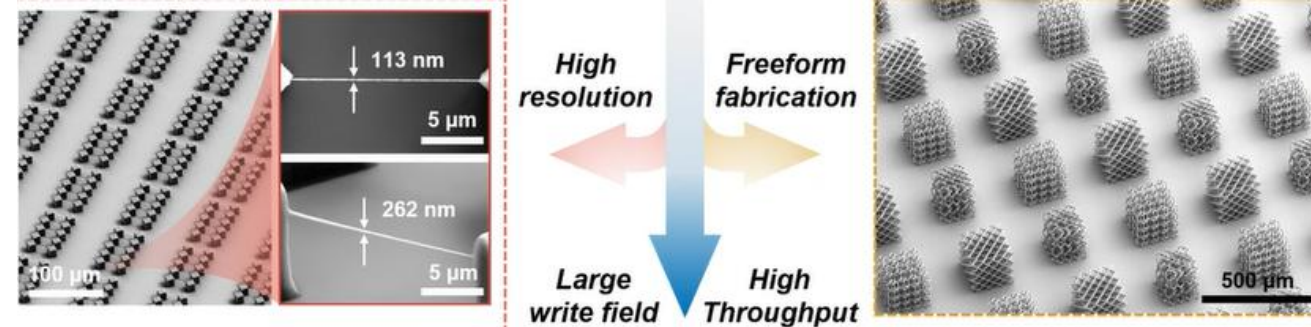 113 nm
5 μm
262 nm
5 μm
100 μm
High
resolution
Freeform
fabrication
Large
write field
High
Throughput
500 μm